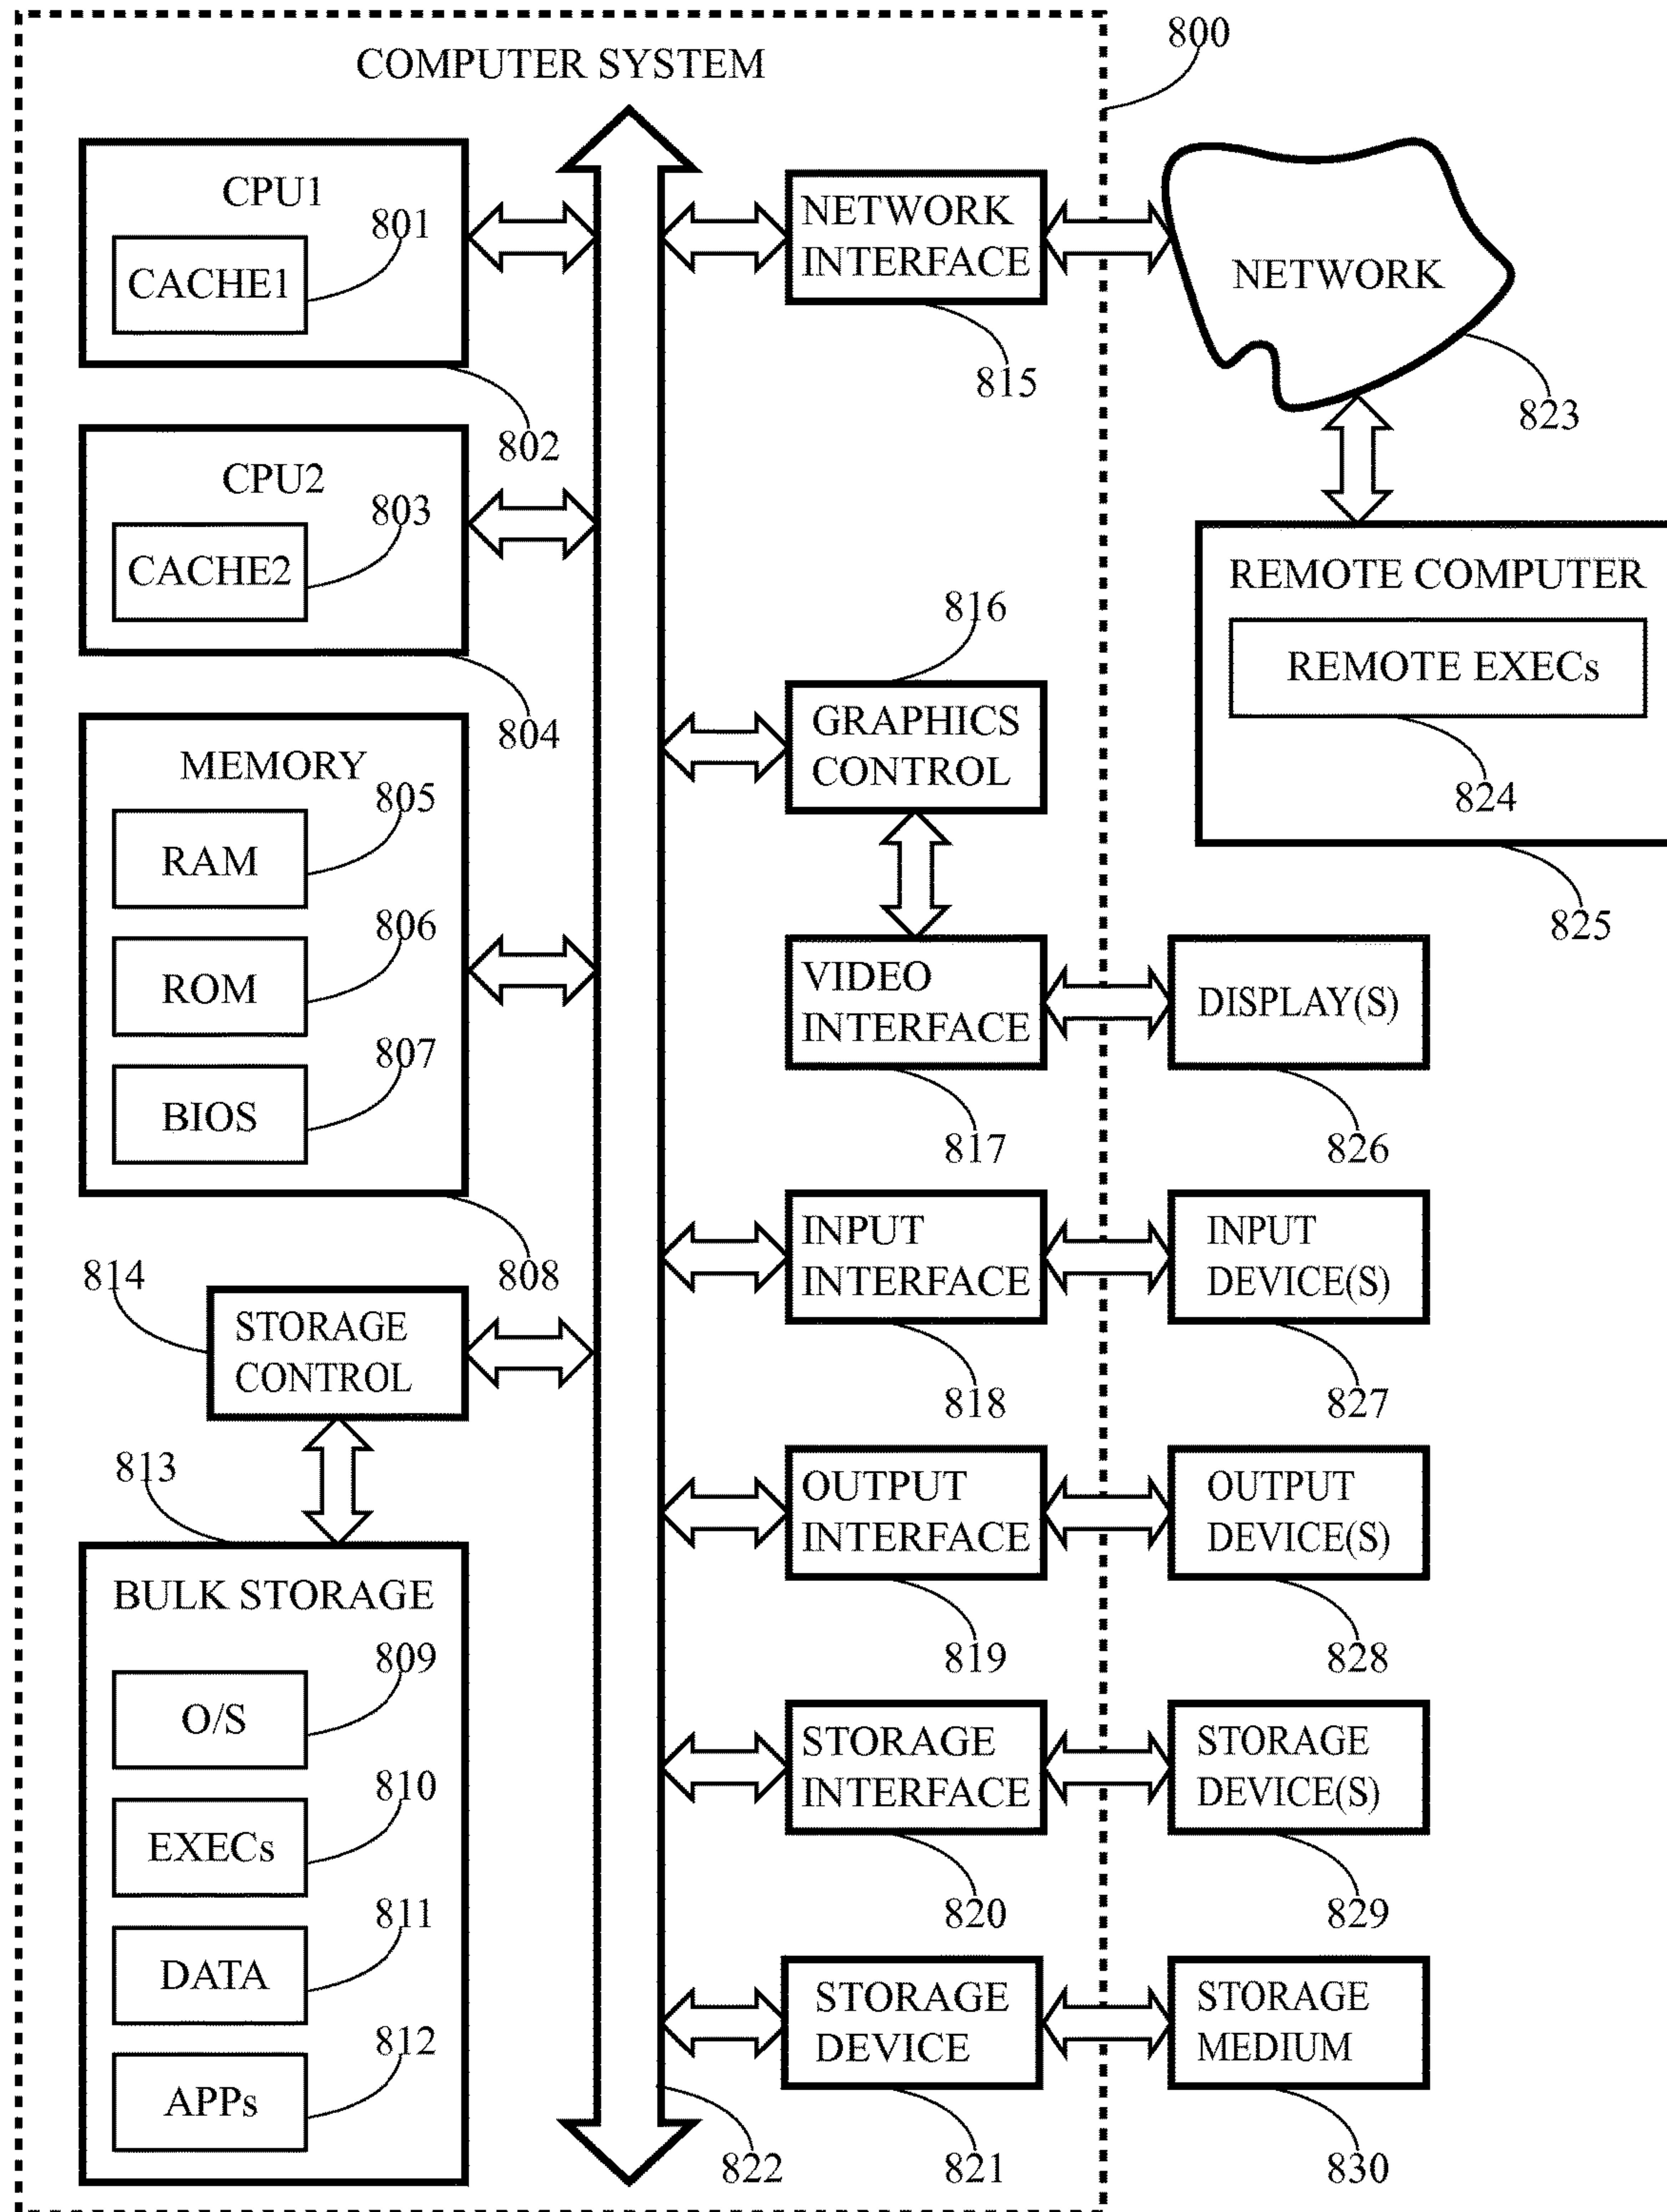 COMPUTER SYSTEM
800
CPU1
801
CACHE1
802
CPU2
803
CACHE2
804
MEMORY
805
RAM
806
ROM
807
BIOS
808
814
STORAGE
CONTROL
813
BULK STORAGE
809
O/S
810
EXECs
811
DATA
812
APPs
822
NETWORK
INTERFACE
815
816
GRAPHICS
CONTROL
VIDEO
INTERFACE
817
INPUT
INTERFACE
818
OUTPUT
INTERFACE
819
STORAGE
INTERFACE
820
STORAGE
DEVICE
821
NETWORK
823
REMOTE COMPUTER
REMOTE EXECs
824
825
DISPLAY(S)
826
INPUT
DEVICE(S)
827
OUTPUT
DEVICE(S)
828
STORAGE
DEVICE(S)
829
STORAGE
MEDIUM
830